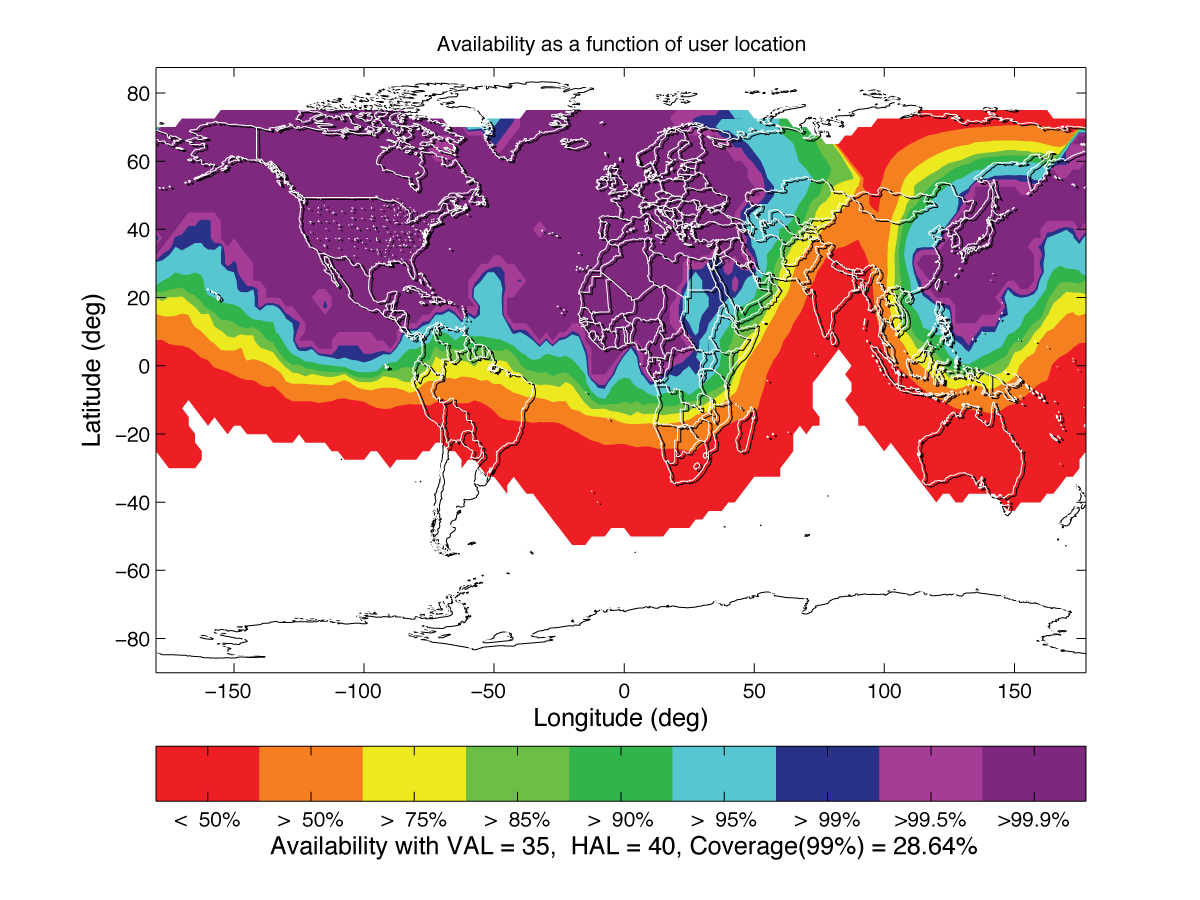 Availability as a function of user location
80
60
40
20
0
−20
−40
−60
−80
Latitude (deg)
−150 −100 −50 0 50 100 150
Longitude (deg)
< 50% > 50% > 75% > 85% > 90% > 95% > 99% >99.5% >99.9%
Availability with VAL = 35, HAL = 40, Coverage(99%) = 28.64%